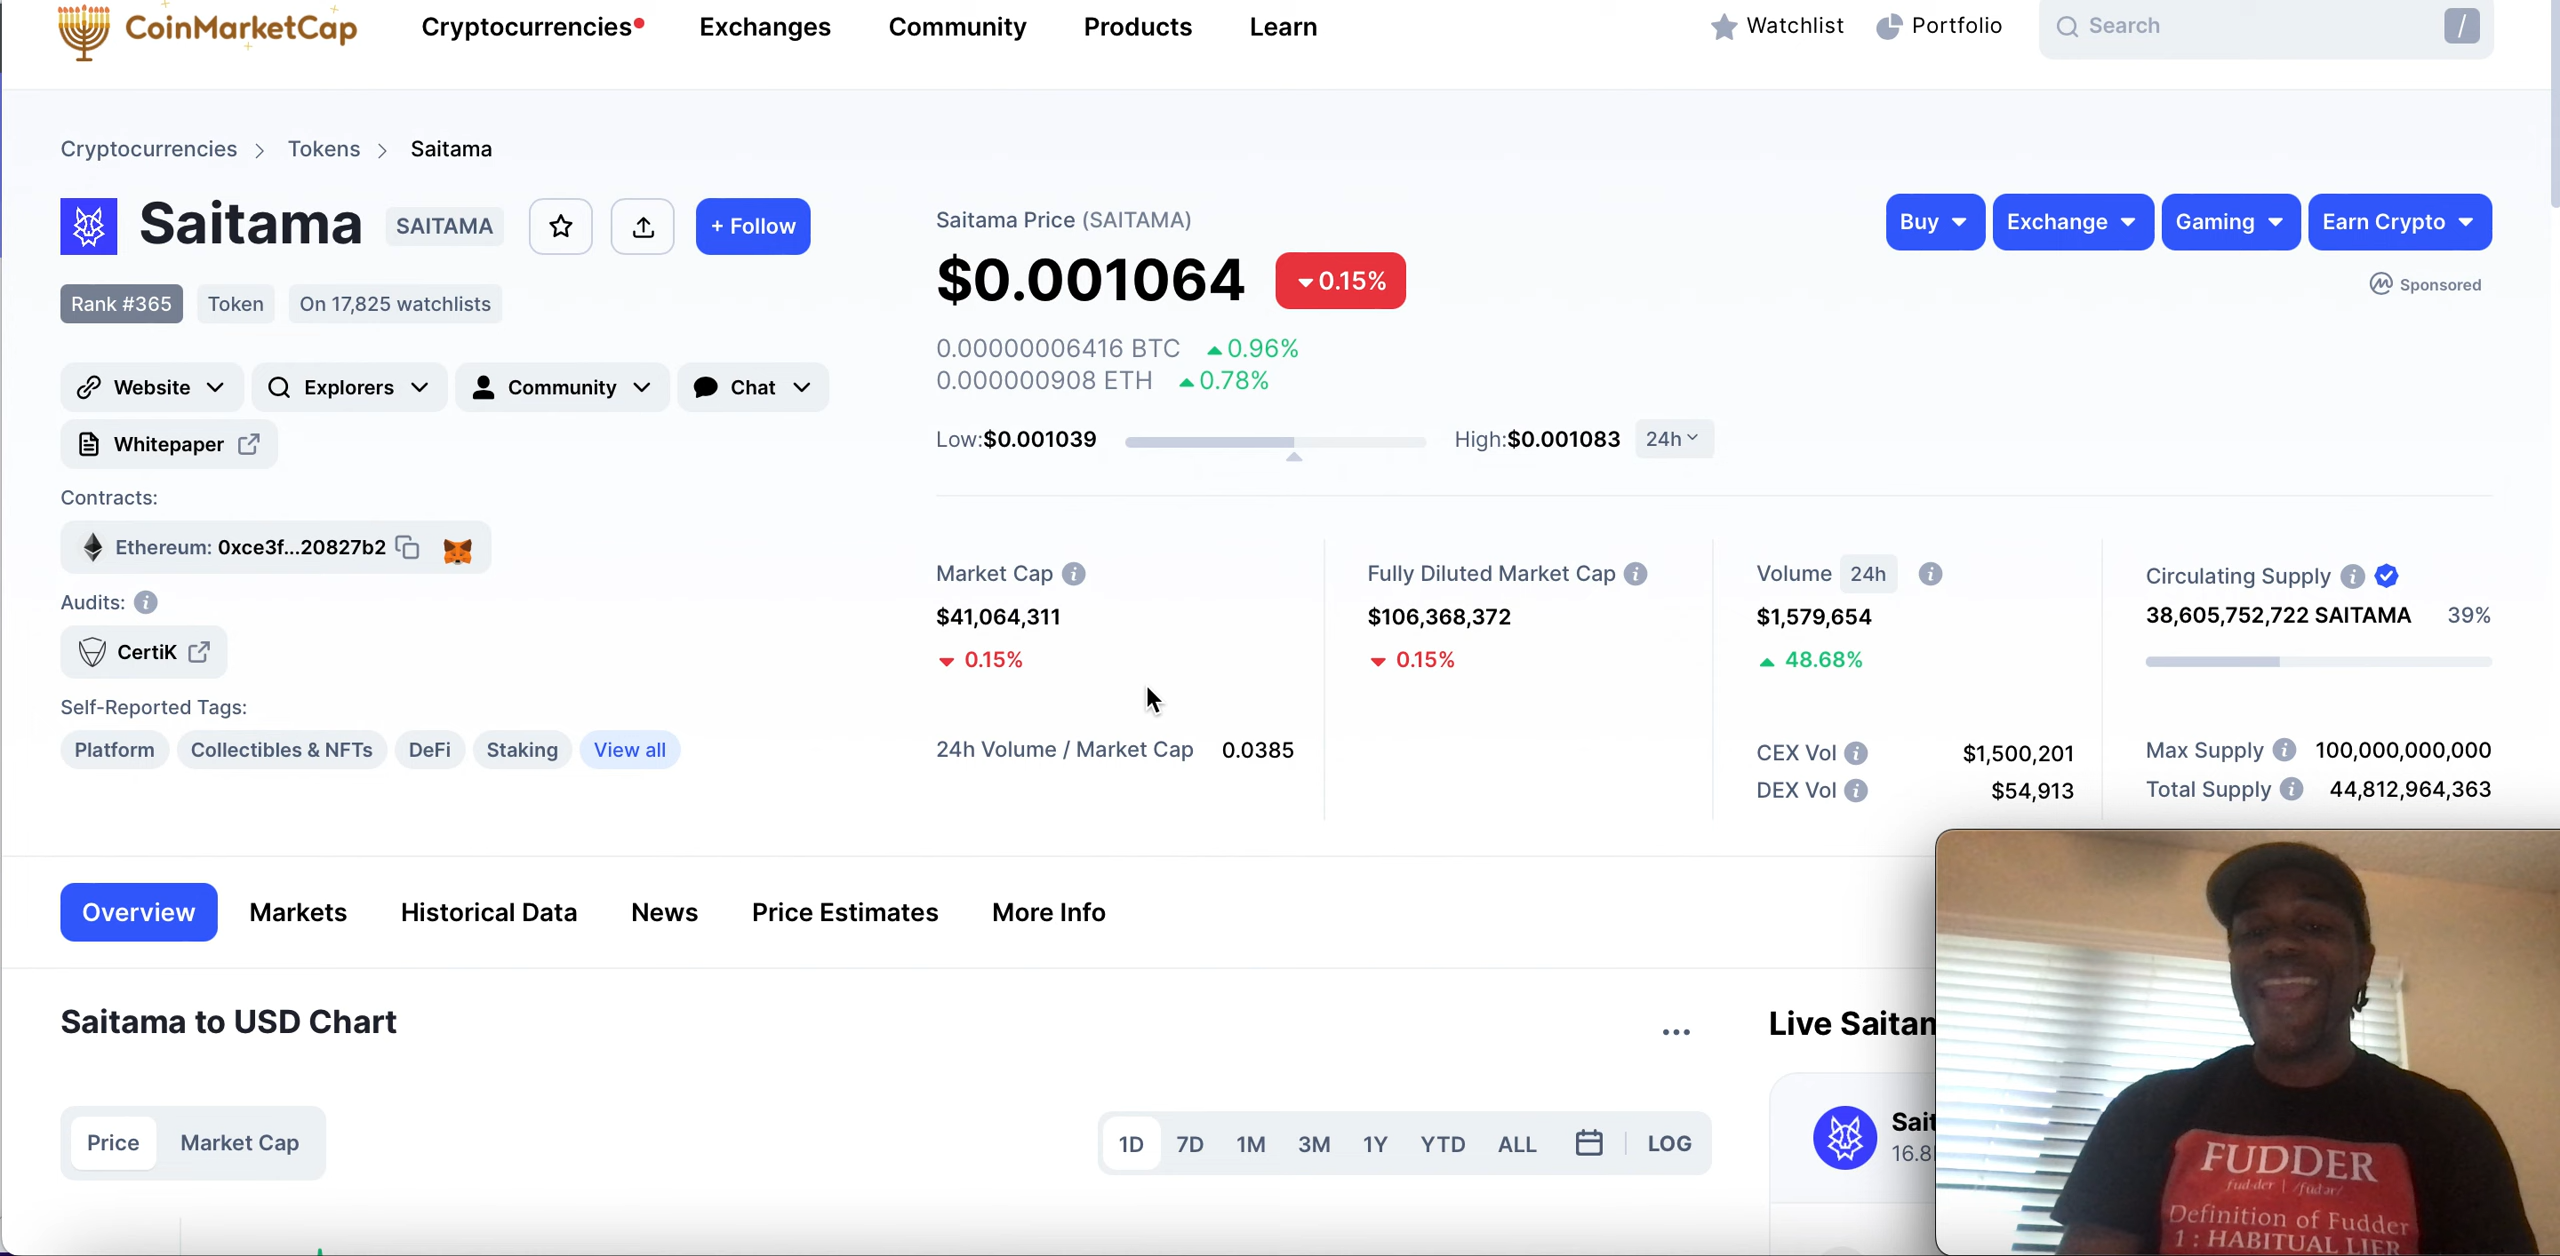 CoinMarketCap
Cryptocurrencies Exchanges Community Products Learn
Watchlist Portfolio Search /
Cryptocurrencies > Tokens > Saitama
Saitama SAITAMA + Follow
Rank #365 Token On 17,825 watchlists
Website Explorers Community Chat
Whitepaper
Contracts:
Ethereum: 0xce3f...20827b2
Audits:
CertiK
Self-Reported Tags:
Platform Collectibles & NFTs DeFi Staking View all
Saitama Price (SAITAMA)
$0.001064 0.15%
0.00000006416 BTC 0.96%
0.000000908 ETH 0.78%
Low:$0.001039 High:$0.001083 24h
Buy Exchange Gaming Earn Crypto
Sponsored
Market Cap
$41,064,311
0.15%
24h Volume / Market Cap 0.0385
Fully Diluted Market Cap
$106,368,372
0.15%
Volume 24h
$1,579,654
48.68%
CEX Vol $1,500,201
DEX Vol $54,913
Circulating Supply
38,605,752,722 SAITAMA 39%
Max Supply 100,000,000,000
Total Supply 44,812,964,363
Overview Markets Historical Data News Price Estimates More Info
Saitama to USD Chart
Price Market Cap
1D 7D 1M 3M 1Y YTD ALL LOG
Live Saitam
Sait
16.8
FUDDER
fud·der | /fŭd'ər/
Definition of Fudder
1 : HABITUAL LIER